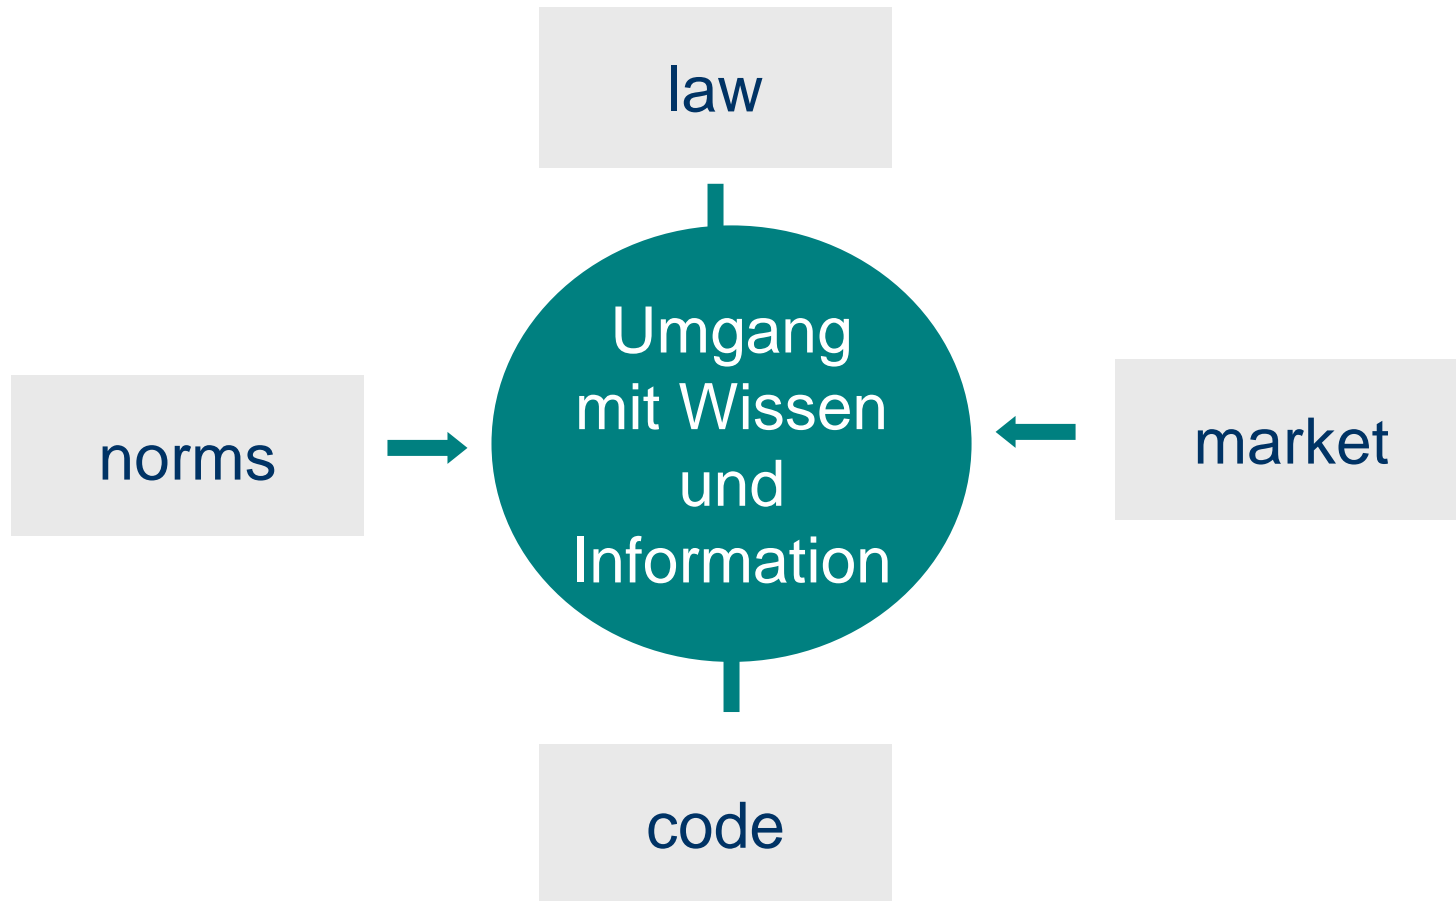 law
Umgang
mit Wissen
und
Information
norms
market
code